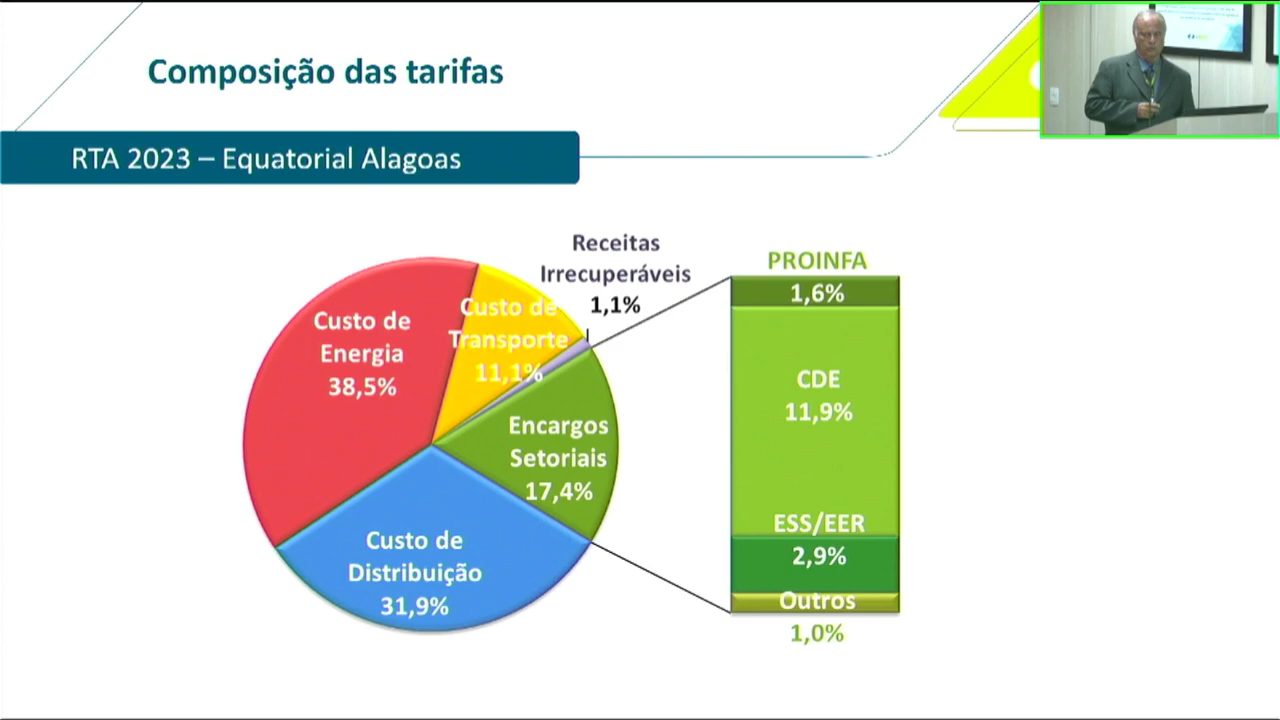 Composição das tarifas
RTA 2023 – Equatorial Alagoas
Receitas
Irrecuperáveis
1,1%
Custo de
Transporte
11,1%
Custo de
Energia
38,5%
Encargos
Setoriais
17,4%
Custo de
Distribuição
31,9%
PROINFA
1,6%
CDE
11,9%
ESS/EER
2,9%
Outros
1,0%